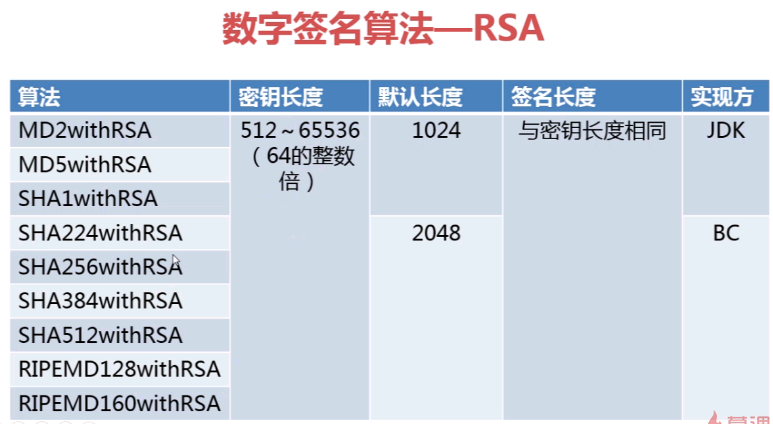 数字签名算法—RSA
算法 密钥长度 默认长度 签名长度 实现方
MD2withRSA 512～65536 1024 与密钥长度相同 JDK
（64的整数
MD5withRSA
倍）
SHA1withRSA
SHA224withRSA 2048 BC
SHA256withRSA
SHA384withRSA
SHA512withRSA
RIPEMD128withRSA
RIPEMD160withRSA